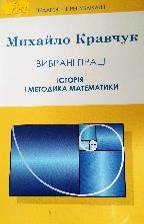 Михайло Кравчук
ВИБРАНІ ПРАЦІ
ІСТОРІЯ
І МЕТОДИКА МАТЕМАТИКИ